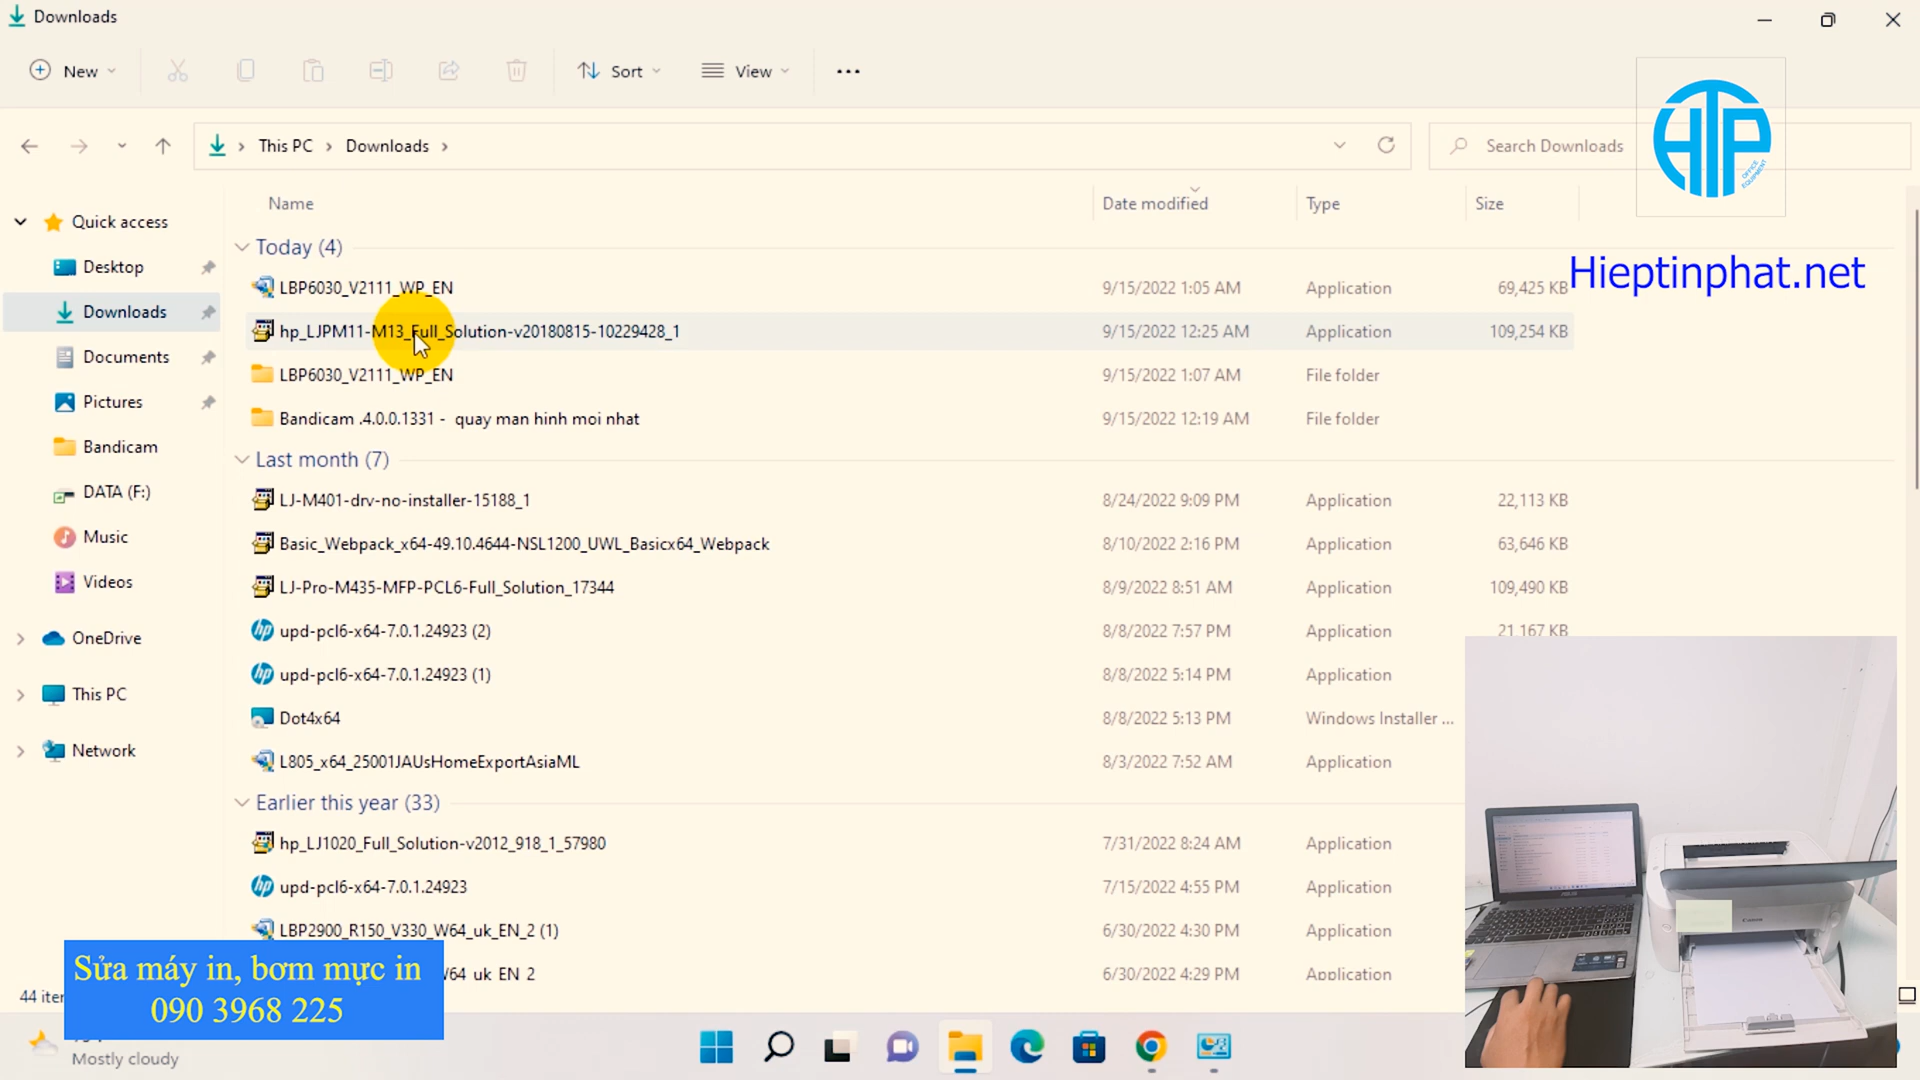 Downloads
New
Sort
View
This PC
Downloads
Search Downloads
HTP
OFFICE EQUIPMENT
Hieptinphat.net
Name
Date modified
Type
Size
Quick access
Desktop
Downloads
Documents
Pictures
Bandicam
DATA (F:)
Music
Videos
OneDrive
This PC
Network
Today (4)
LBP6030_V2111_WP_EN 9/15/2022 1:05 AM Application 69,425 KB
hp_LJPM11-M13_Full_Solution-v20180815-10229428_1 9/15/2022 12:25 AM Application 109,254 KB
LBP6030_V2111_WP_EN 9/15/2022 1:07 AM File folder
Bandicam .4.0.0.1331 - quay man hinh moi nhat 9/15/2022 12:19 AM File folder
Last month (7)
LJ-M401-drv-no-installer-15188_1 8/24/2022 9:09 PM Application 22,113 KB
Basic_Webpack_x64-49.10.4644-NSL1200_UWL_Basicx64_Webpack 8/10/2022 2:16 PM Application 63,646 KB
LJ-Pro-M435-MFP-PCL6-Full_Solution_17344 8/9/2022 8:51 AM Application 109,490 KB
upd-pcl6-x64-7.0.1.24923 (2) 8/8/2022 7:57 PM Application 21,167 KB
upd-pcl6-x64-7.0.1.24923 (1) 8/8/2022 5:14 PM Application
Dot4x64 8/8/2022 5:13 PM Windows Installer ...
L805_x64_25001JAUsHomeExportAsiaML 8/3/2022 7:52 AM Application
Earlier this year (33)
hp_LJ1020_Full_Solution-v2012_918_1_57980 7/31/2022 8:24 AM Application
upd-pcl6-x64-7.0.1.24923 7/15/2022 4:55 PM Application
LBP2900_R150_V330_W64_uk_EN_2 (1) 6/30/2022 4:30 PM Application
W64_uk_EN_2 6/30/2022 4:29 PM Application
44
Sửa máy in, bơm mực in
090 3968 225
Mostly cloudy
Canon